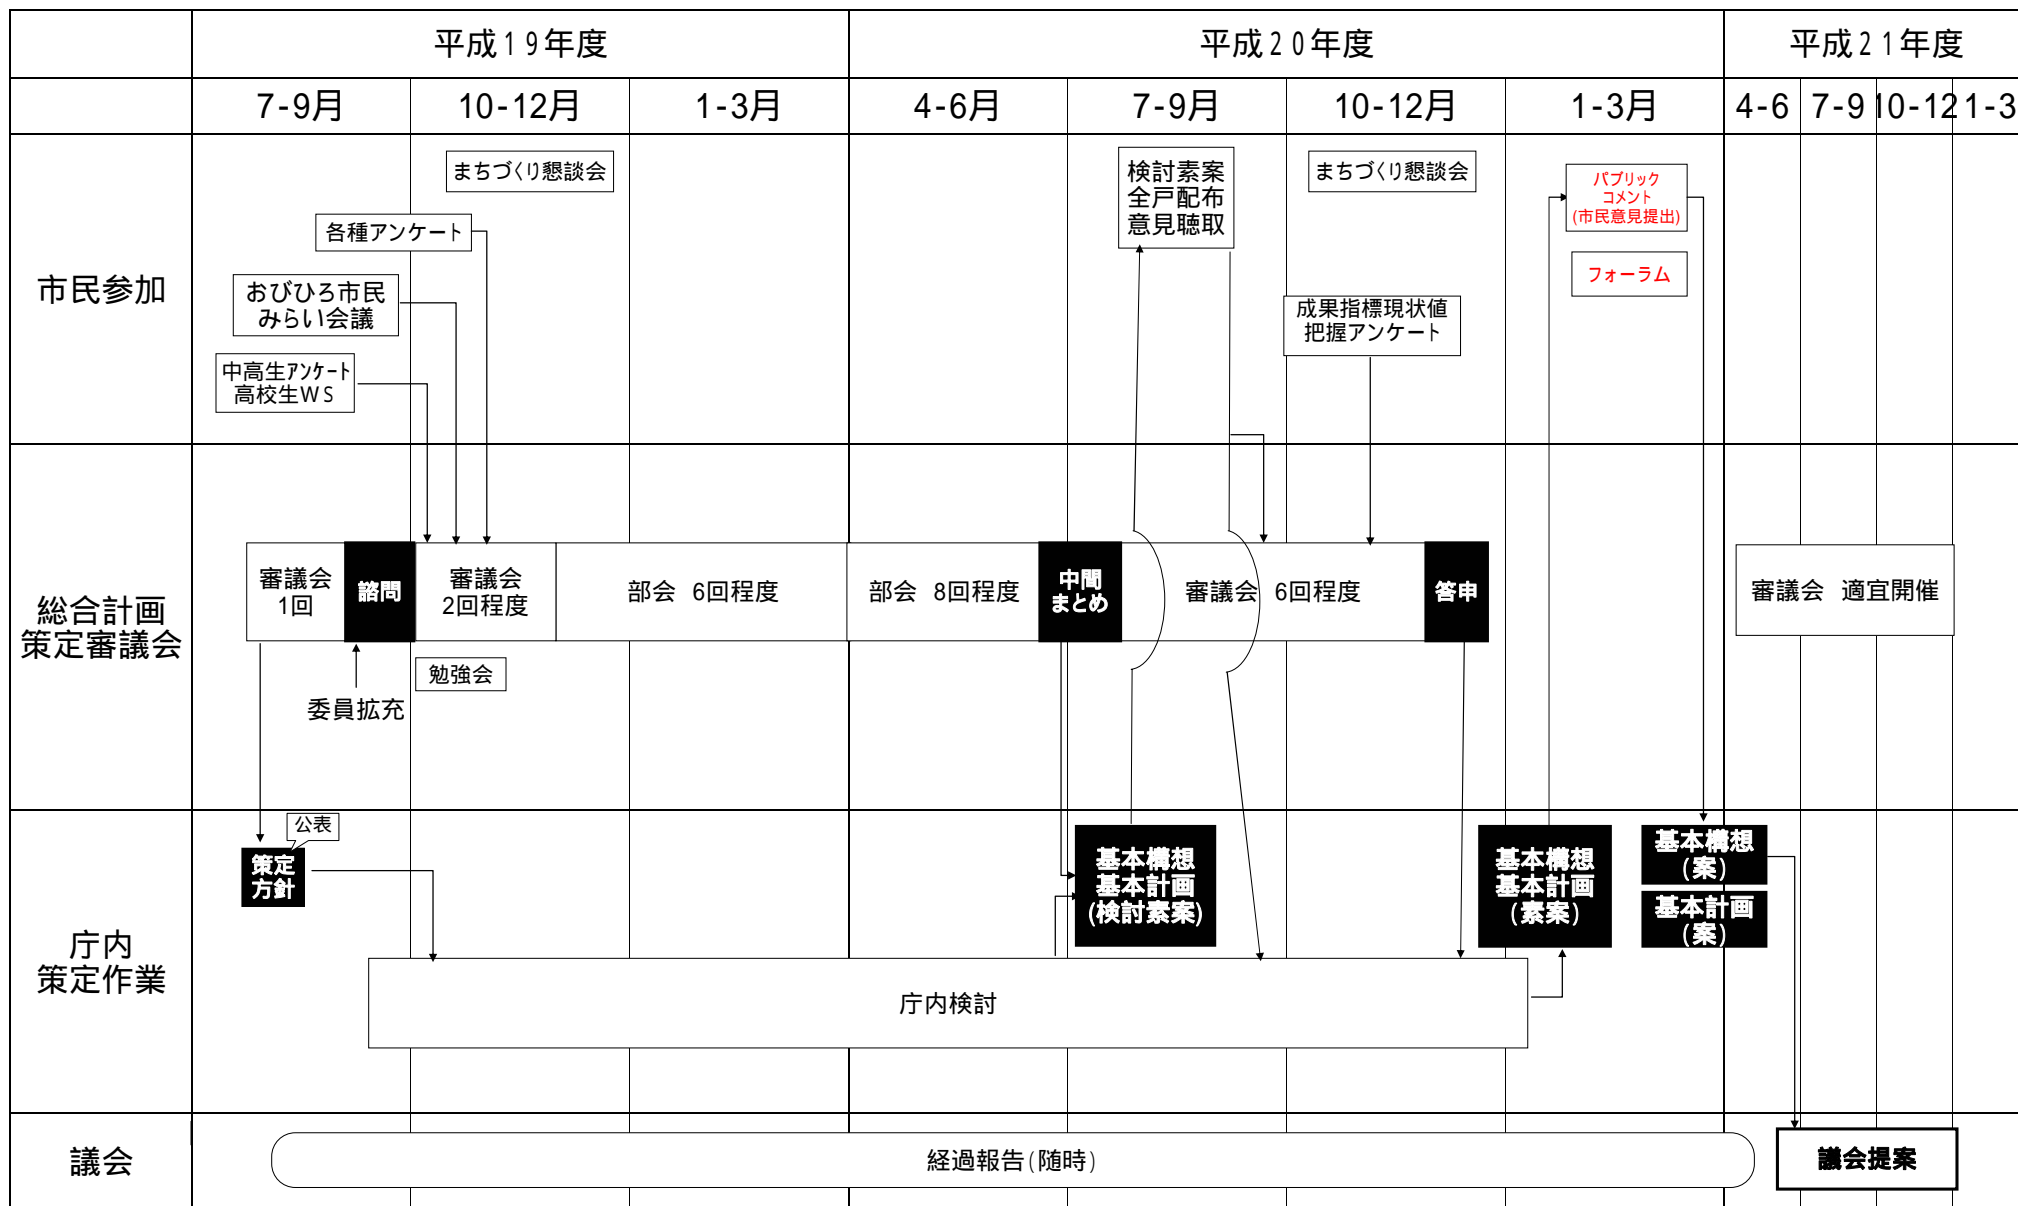 平成19年度
平成20年度
平成21年度
7-9月
10-12月
1-3月
4-6月
7-9月
10-12月
1-3月
4-6
7-9
10-12
1-3
市民参加
まちづくり懇談会
各種アンケート
おびひろ市民
みらい会議
中高生アンケート
高校生WS
検討素案
全戸配布
意見聴取
まちづくり懇談会
成果指標現状値
把握アンケート
パブリック
コメント
(市民意見提出)
フォーラム
総合計画
策定審議会
審議会
1回
諮問
審議会
2回程度
部会 6回程度
部会 8回程度
中間
まとめ
審議会 6回程度
答申
審議会 適宜開催
勉強会
委員拡充
庁内
策定作業
公表
策定
方針
基本構想
基本計画
(検討素案)
基本構想
基本計画
(素案)
基本構想
(案)
基本計画
(案)
庁内検討
議会
経過報告(随時)
議会提案